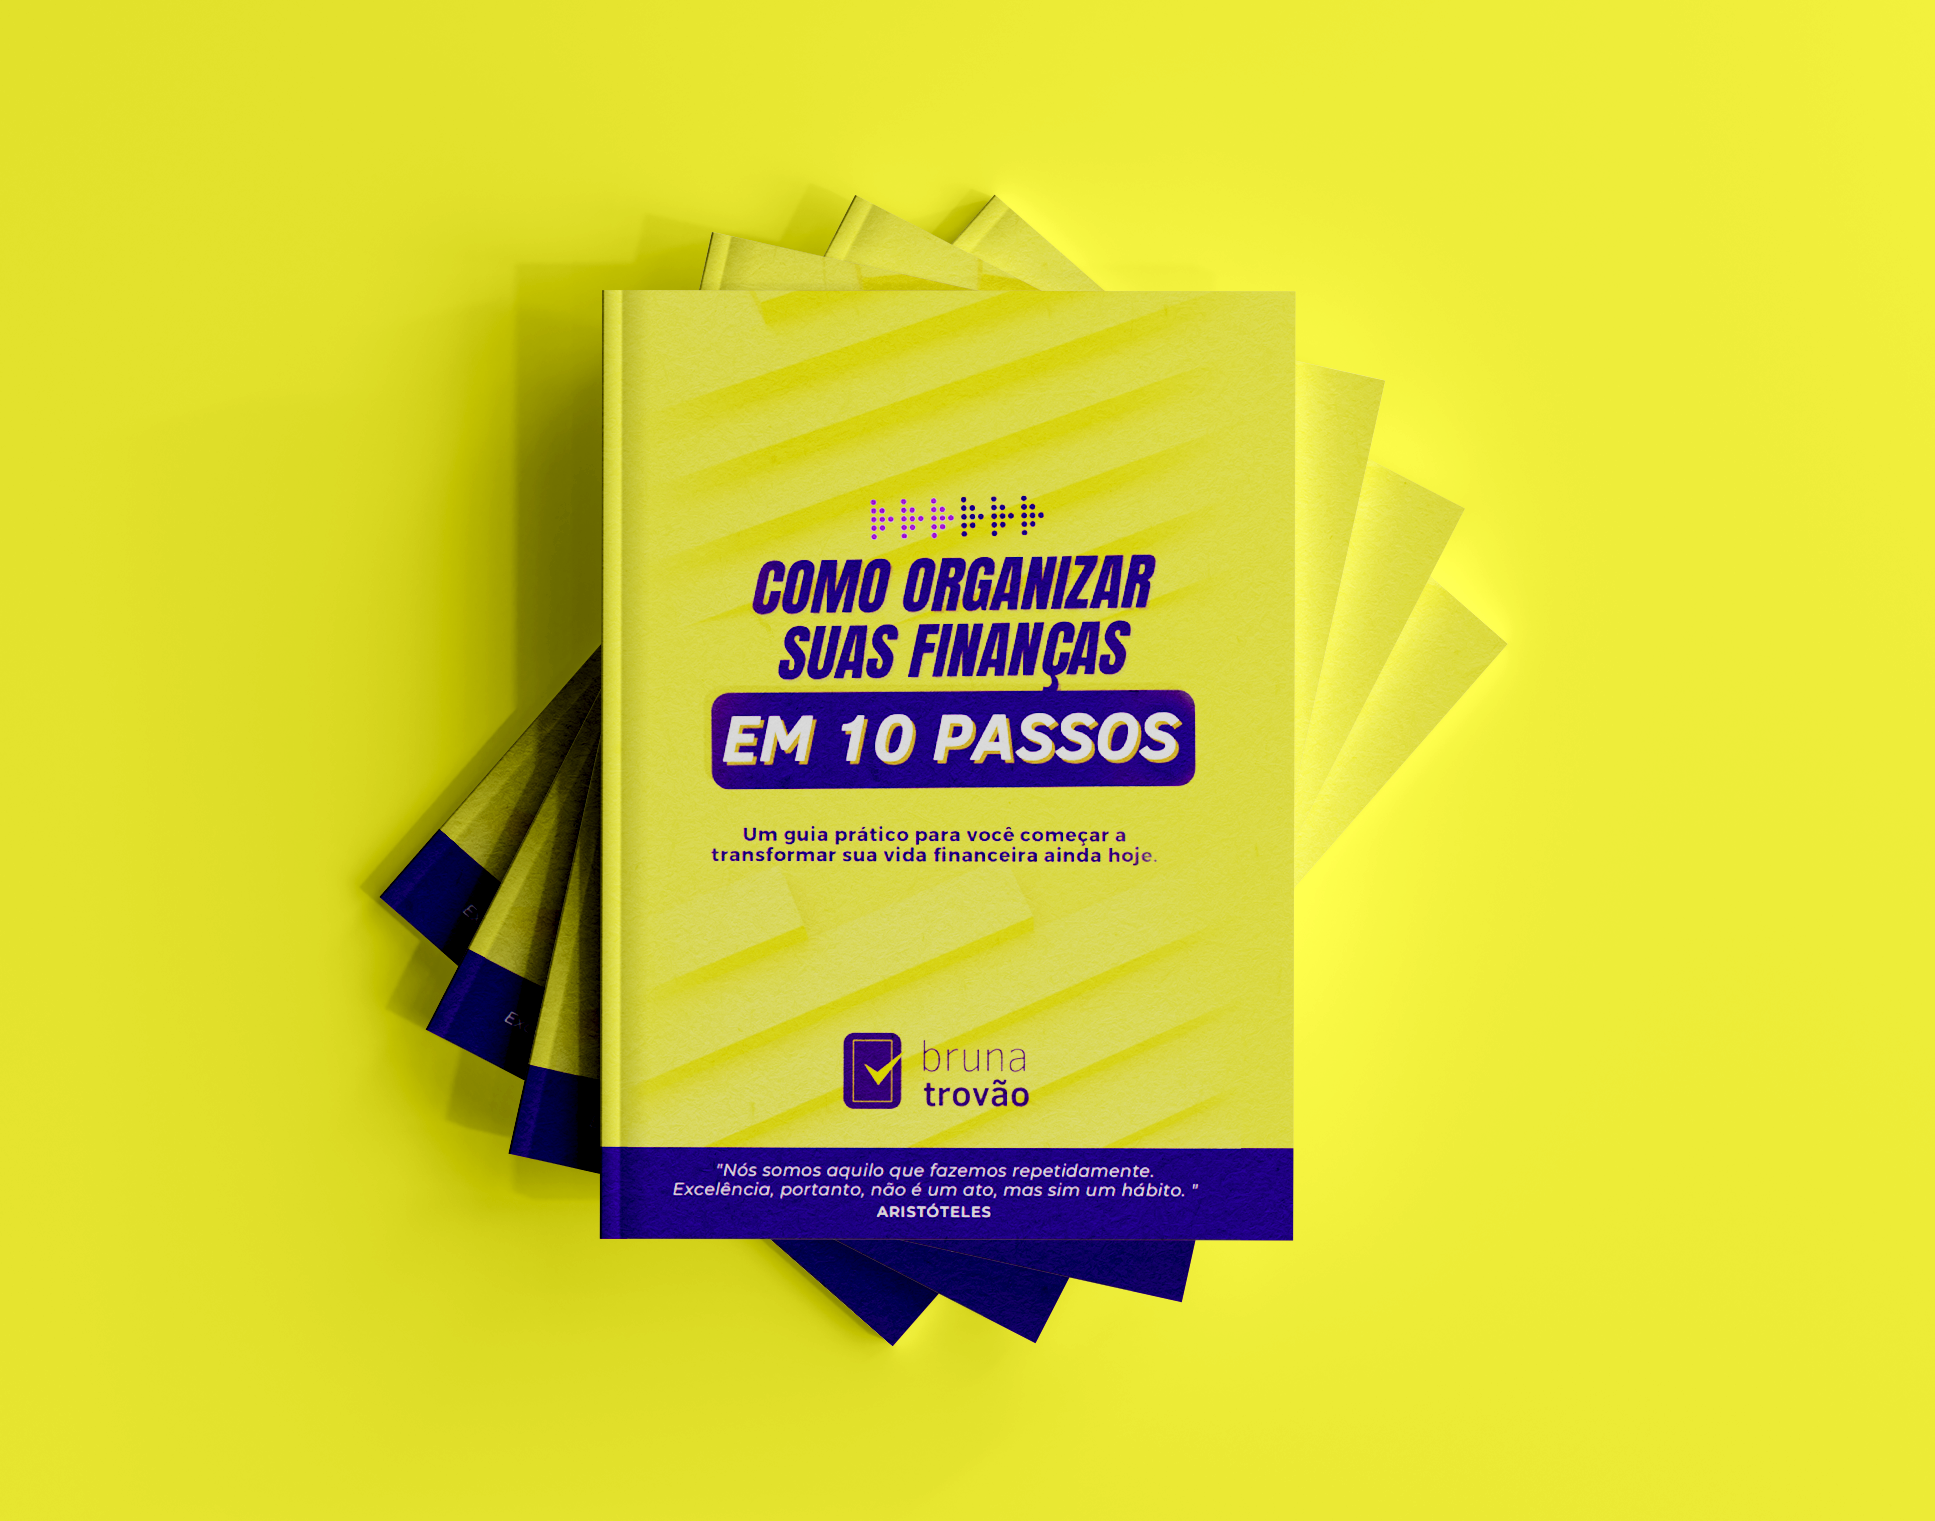 COMO ORGANIZAR
SUAS FINANÇAS
EM 10 PASSOS
Um guia prático para você começar a
transformar sua vida financeira ainda hoje.
bruna
trovão
"Nós somos aquilo que fazemos repetidamente.
Excelência, portanto, não é um ato, mas sim um hábito. "
ARISTÓTELES